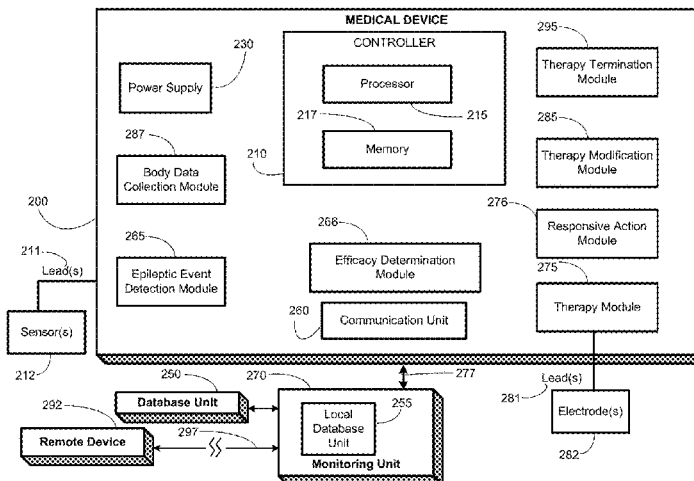 MEDICAL DEVICE
230
Power Supply
CONTROLLER
Processor
217
215
Memory
210
295
Therapy Termination Module
285
Therapy Modification Module
287
Body Data Collection Module
276
Responsive Action Module
200
265
Epileptic Event Detection Module
266
Efficacy Determination Module
275
Therapy Module
211
Lead(s)
260
Communication Unit
Sensor(s)
212
250
270
277
281
Lead(s)
Database Unit
255
Local Database Unit
Monitoring Unit
Electrode(s)
282
292
Remote Device
297